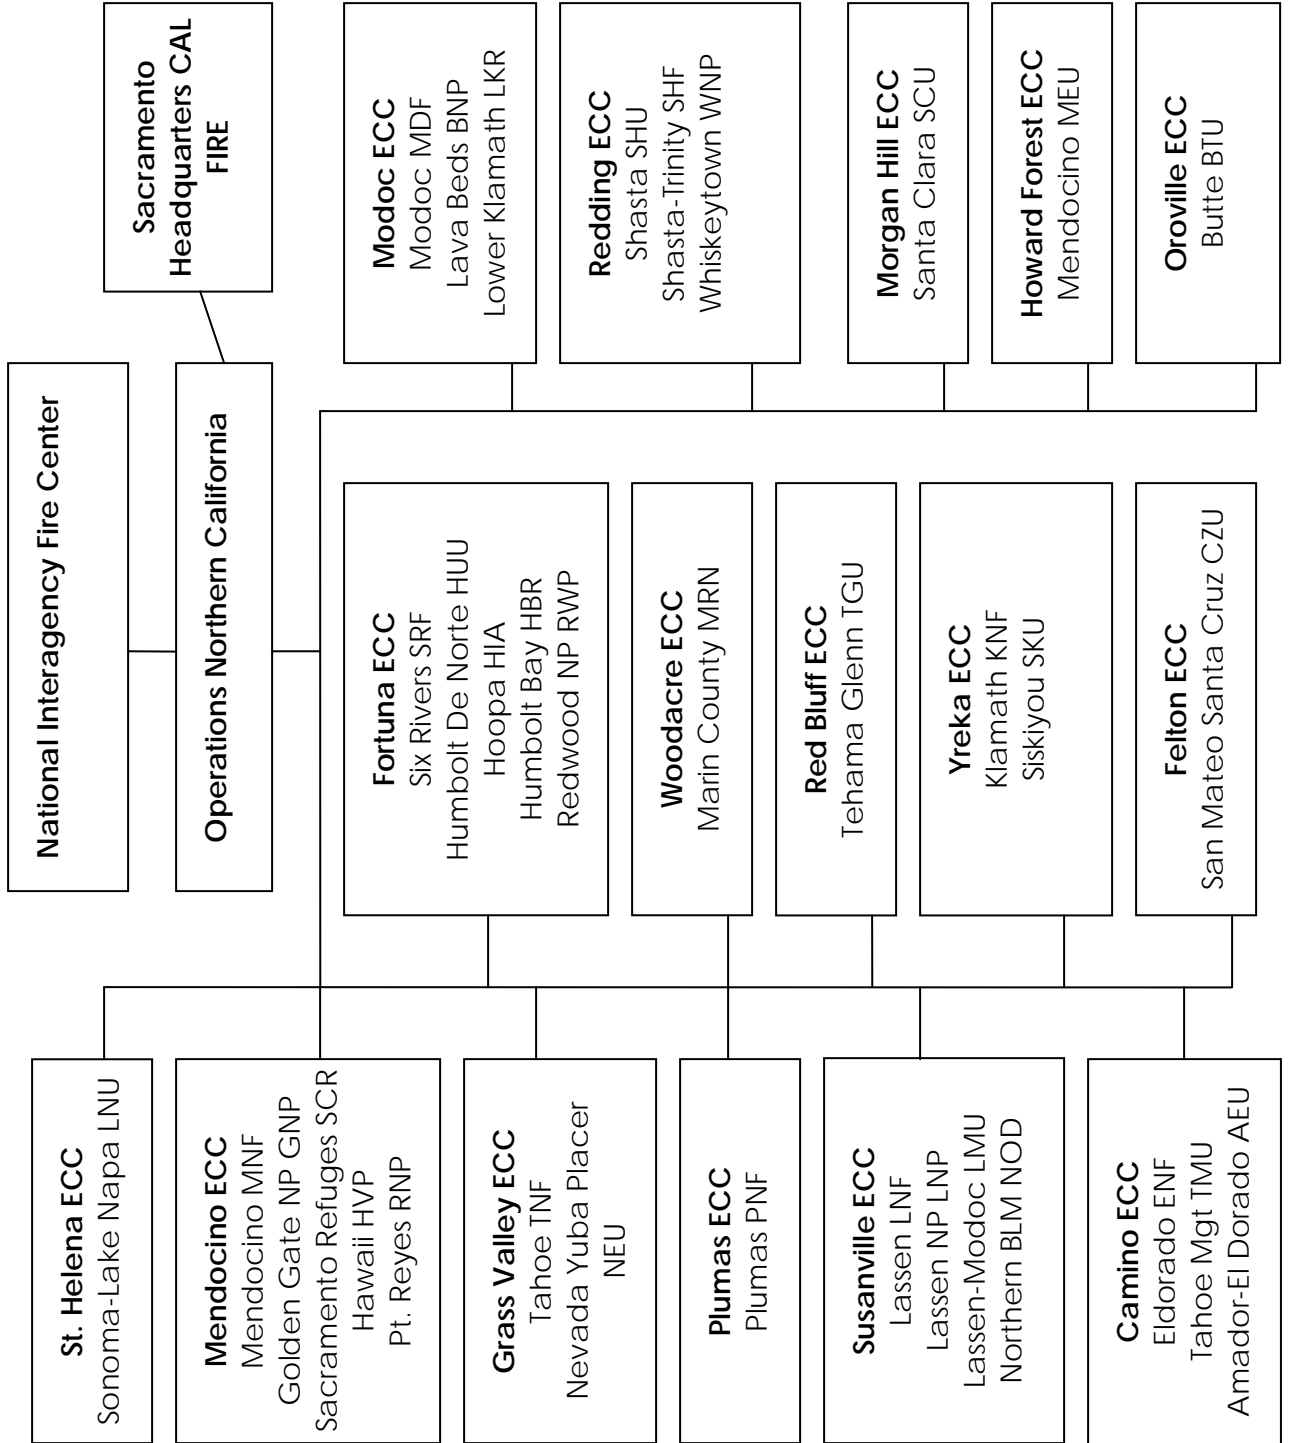 National Interagency Fire Center
Operations Northern California
Sacramento
Headquarters CAL
FIRE
St. Helena ECC
Sonoma-Lake Napa LNU
Mendocino ECC
Mendocino MNF
Golden Gate NP GNP
Sacramento Refuges SCR
Hawaii HVP
Pt. Reyes RNP
Grass Valley ECC
Tahoe TNF
Nevada Yuba Placer
NEU
Plumas ECC
Plumas PNF
Susanville ECC
Lassen LNF
Lassen NP LNP
Lassen-Modoc LMU
Northern BLM NOD
Camino ECC
Eldorado ENF
Tahoe Mgt TMU
Amador-El Dorado AEU
Fortuna ECC
Six Rivers SRF
Humbolt De Norte HUU
Hoopa HIA
Humbolt Bay HBR
Redwood NP RWP
Woodacre ECC
Marin County MRN
Red Bluff ECC
Tehama Glenn TGU
Yreka ECC
Klamath KNF
Siskiyou SKU
Felton ECC
San Mateo Santa Cruz CZU
Modoc ECC
Modoc MDF
Lava Beds BNP
Lower Klamath LKR
Redding ECC
Shasta SHU
Shasta-Trinity SHF
Whiskeytown WNP
Morgan Hill ECC
Santa Clara SCU
Howard Forest ECC
Mendocino MEU
Oroville ECC
Butte BTU